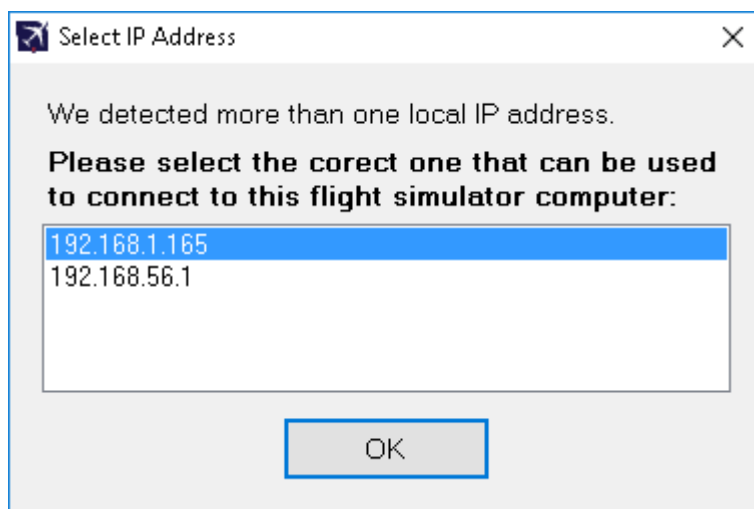 Select IP Address
We detected more than one local IP address.
Please select the corect one that can be used
to connect to this flight simulator computer:
192.168.1.165
192.168.56.1
OK